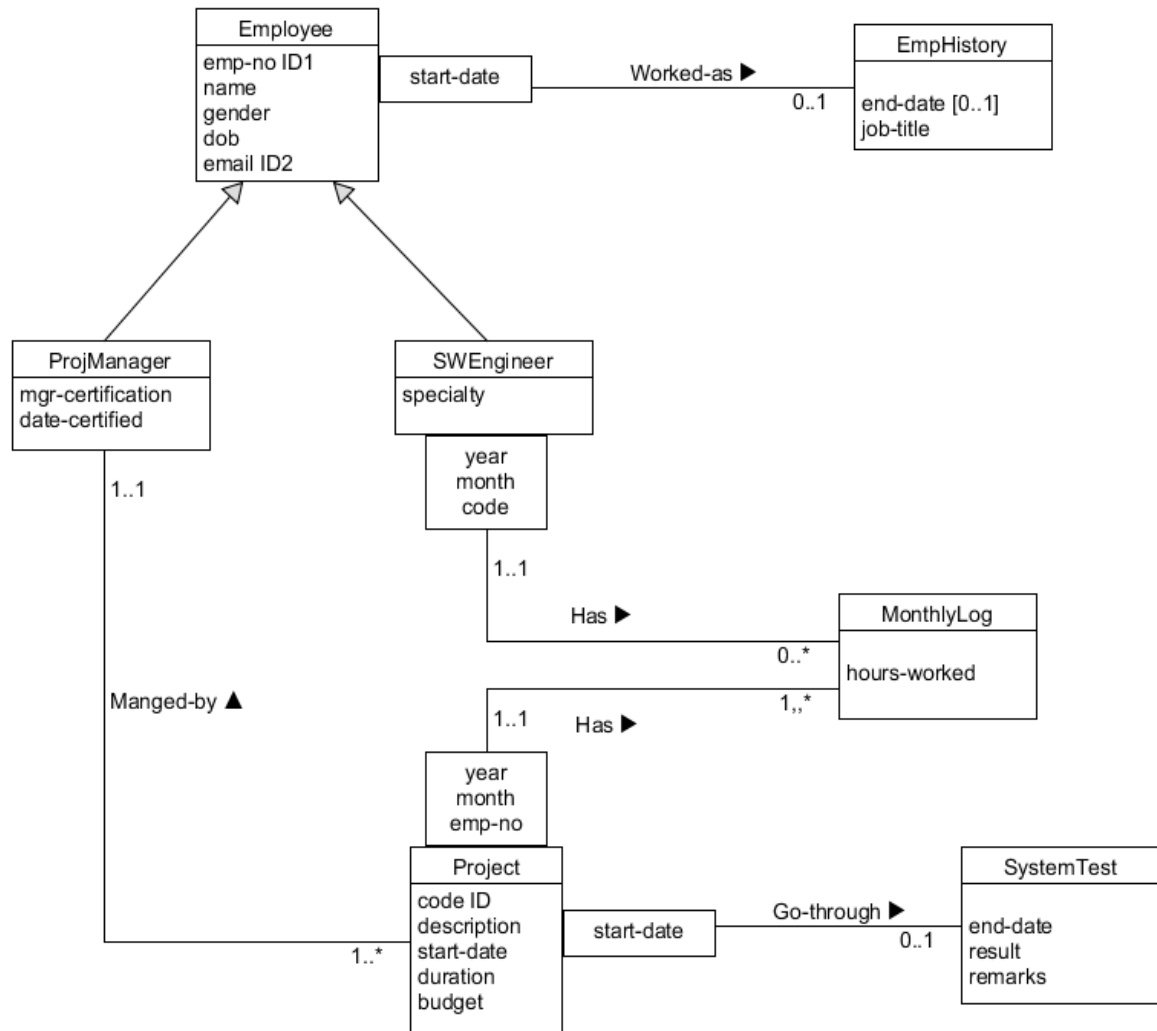 Employee
emp-no ID1
name
gender
dob
email ID2
start-date
Worked-as ▶
0..1
EmpHistory
end-date [0..1]
job-title
ProjManager
mgr-certification
date-certified
1..1
SWEngineer
specialty
year
month
code
1..1
Has ▶
0..*
MonthlyLog
hours-worked
Manged-by ▲
1..1
Has ▶
1,,*
year
month
emp-no
Project
code ID
description
start-date
duration
budget
1..*
start-date
Go-through ▶
0..1
SystemTest
end-date
result
remarks